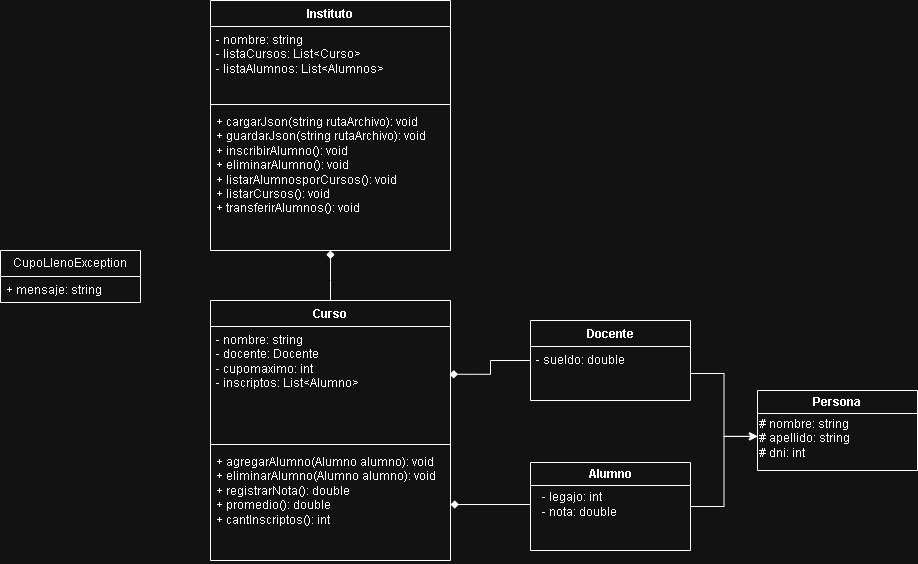 Instituto
- nombre: string
- listaCursos: List<Curso>
- listaAlumnos: List<Alumnos>
+ cargarJson(string rutaArchivo): void
+ guardarJson(string rutaArchivo): void
+ inscribirAlumno(): void
+ eliminarAlumno(): void
+ listarAlumnosporCursos(): void
+ listarCursos(): void
+ transferirAlumnos(): void
CupoLlenoException
+ mensaje: string
Curso
- nombre: string
- docente: Docente
- cupomaximo: int
- inscriptos: List<Alumno>
+ agregarAlumno(Alumno alumno): void
+ eliminarAlumno(Alumno alumno): void
+ registrarNota(): double
+ promedio(): double
+ cantInscriptos(): int
Docente
- sueldo: double
Alumno
- legajo: int
- nota: double
Persona
# nombre: string
# apellido: string
# dni: int